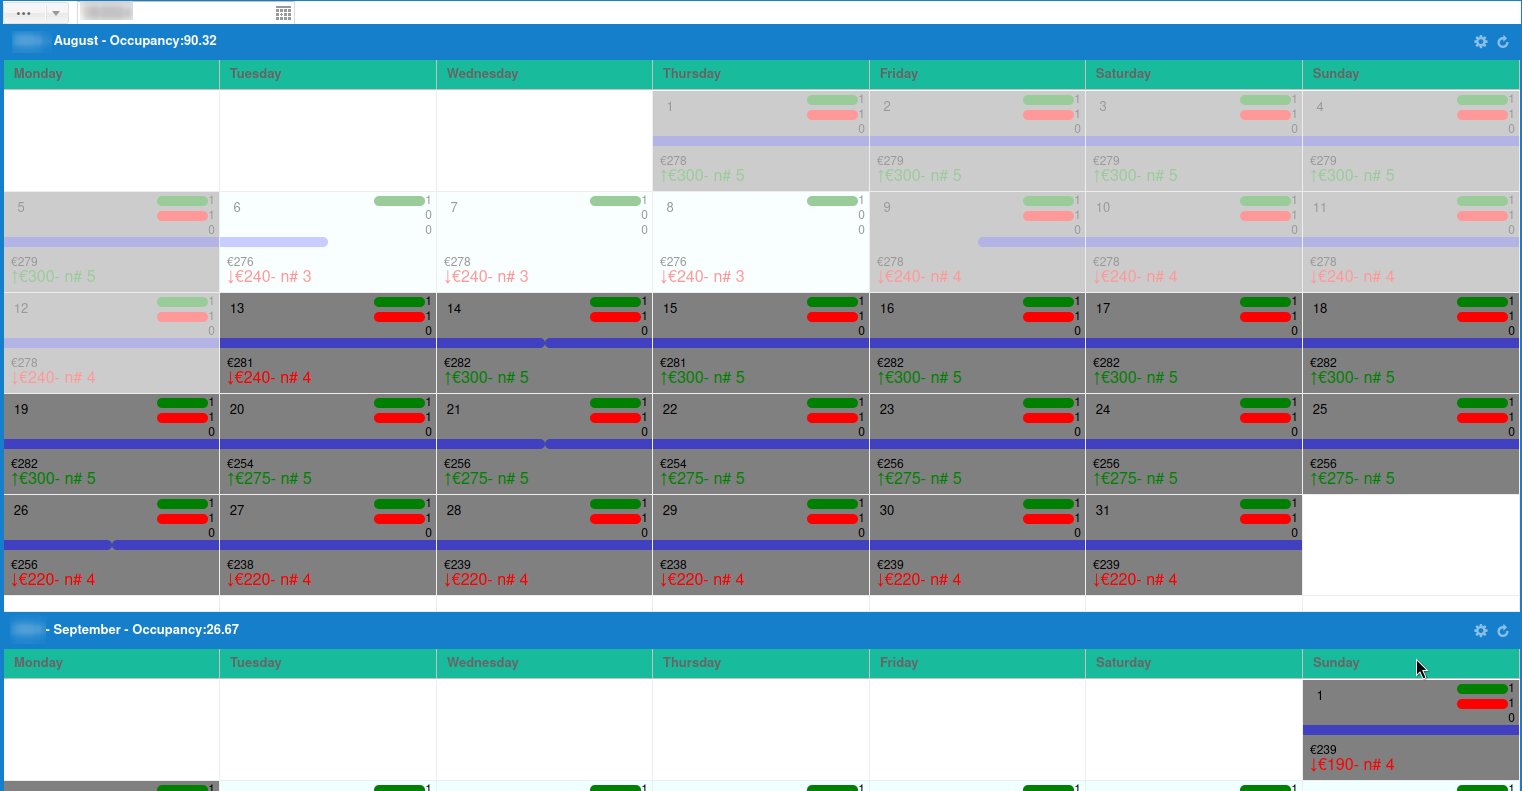 ...
August - Occupancy:90.32
Monday Tuesday Wednesday Thursday Friday Saturday Sunday
1 1 2 1 3 1 4 1
1 1 1 1
0 0 0 0
€278 €279 €279 €279
↑€300- n# 5 ↑€300- n# 5 ↑€300- n# 5 ↑€300- n# 5
5 1 6 1 7 1 8 1 9 1 10 1 11 1
1 0 0 0 1 1 1
0 0 0 0 0 0 0
€279 €276 €278 €276 €278 €278 €278
↑€300- n# 5 ↓€240- n# 3 ↓€240- n# 3 ↓€240- n# 3 ↓€240- n# 4 ↓€240- n# 4 ↓€240- n# 4
12 1 13 1 14 1 15 1 16 1 17 1 18 1
1 1 1 1 1 1 1
0 0 0 0 0 0 0
€278 €281 €282 €281 €282 €282 €282
↓€240- n# 4 ↓€240- n# 4 ↑€300- n# 5 ↑€300- n# 5 ↑€300- n# 5 ↑€300- n# 5 ↑€300- n# 5
19 1 20 1 21 1 22 1 23 1 24 1 25 1
1 1 1 1 1 1 1
0 0 0 0 0 0 0
€282 €254 €256 €254 €256 €256 €256
↑€300- n# 5 ↑€275- n# 5 ↑€275- n# 5 ↑€275- n# 5 ↑€275- n# 5 ↑€275- n# 5 ↑€275- n# 5
26 1 27 1 28 1 29 1 30 1 31 1
1 1 1 1 1 1
0 0 0 0 0 0
€256 €238 €239 €238 €239 €239
↓€220- n# 4 ↓€220- n# 4 ↓€220- n# 4 ↓€220- n# 4 ↓€220- n# 4 ↓€220- n# 4
- September - Occupancy:26.67
Monday Tuesday Wednesday Thursday Friday Saturday Sunday
1 1
1
0
€239
↓€190- n# 4
1 1 1 1 1 1 1